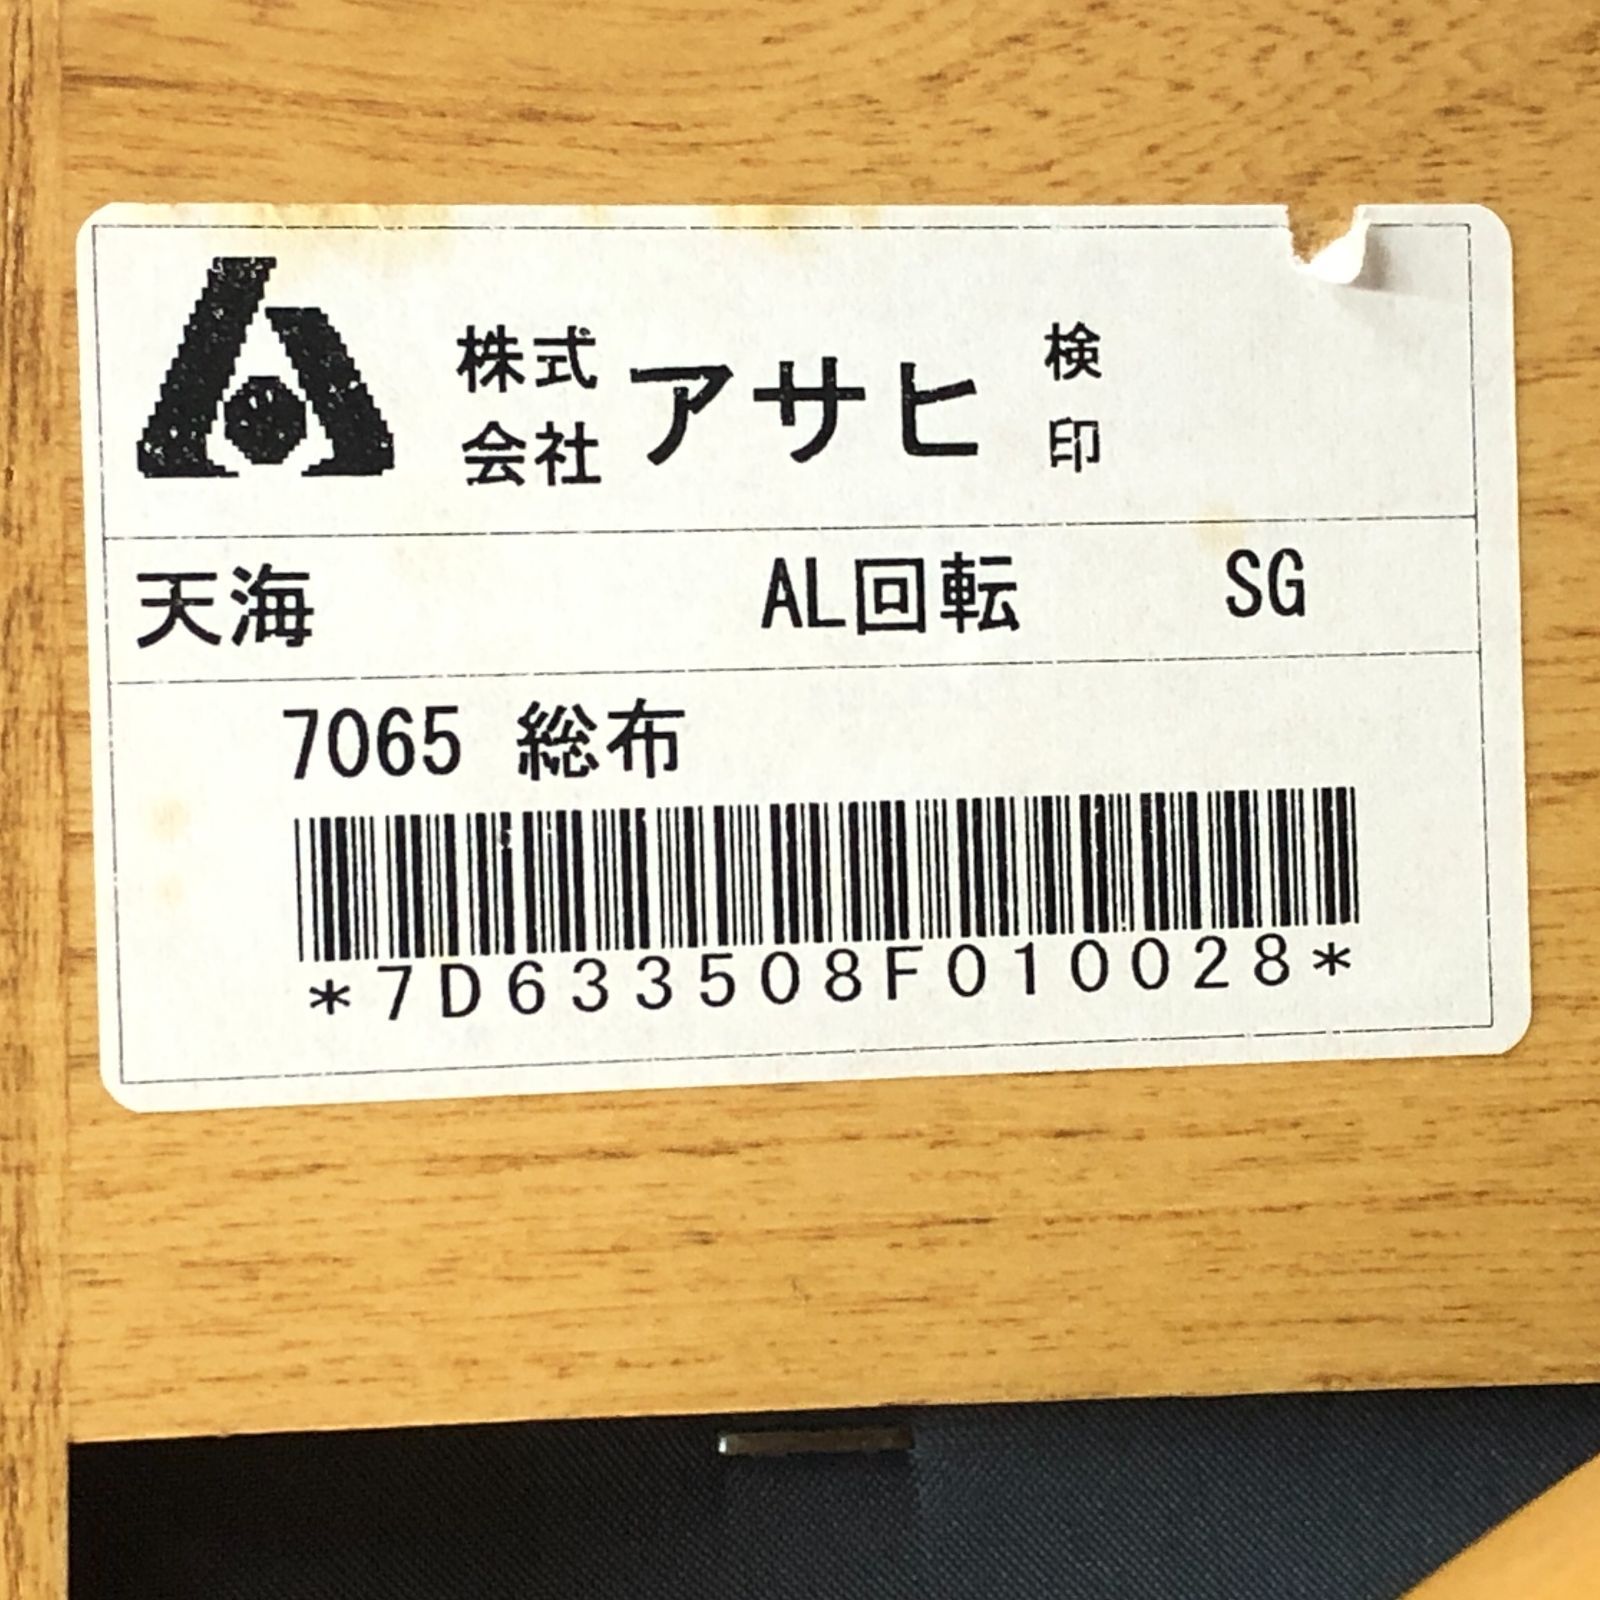 株式会社 アサヒ 検印
天海 AL回転 SG
7065 総布
*7D633508F010028*